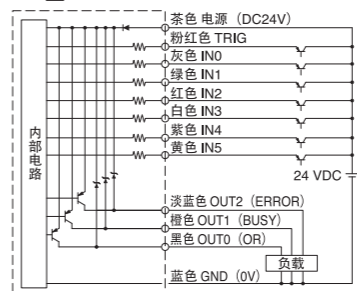 茶色 电源（DC24V）
粉红色 TRIG
灰色 IN0
绿色 IN1
红色 IN2
白色 IN3
紫色 IN4
黄色 IN5
内部电路
24 VDC
淡蓝色 OUT2（ERROR）
橙色 OUT1（BUSY）
黑色 OUT0（OR）
负载
蓝色 GND（0V）